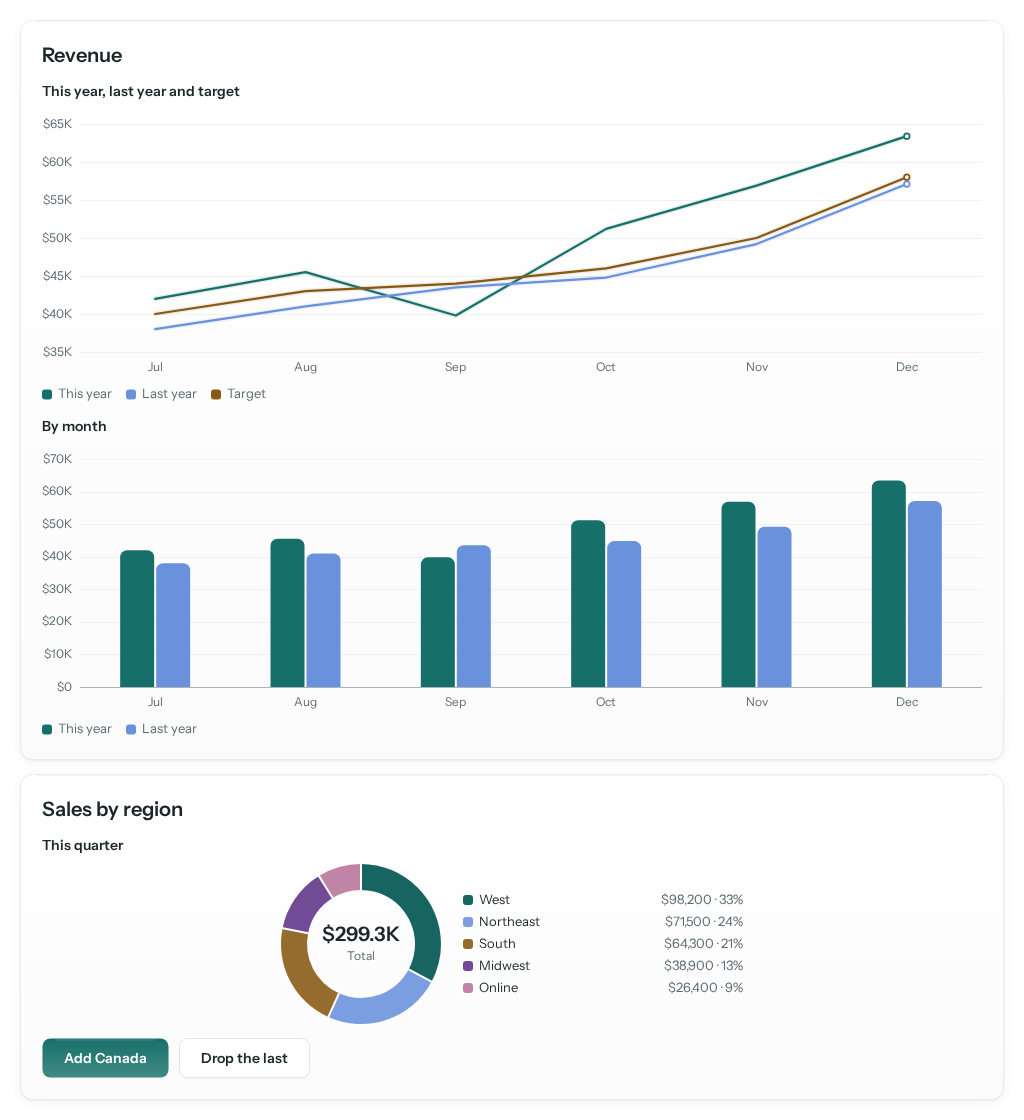 Revenue
This year, last year and target
$65K
$60K
$55K
$50K
$45K
$40K
$35K
Jul Aug Sep Oct Nov Dec
This year Last year Target
By month
$70K
$60K
$50K
$40K
$30K
$20K
$10K
$0
Jul Aug Sep Oct Nov Dec
This year Last year
Sales by region
This quarter
$299.3K
Total
West $98,200 · 33%
Northeast $71,500 · 24%
South $64,300 · 21%
Midwest $38,900 · 13%
Online $26,400 · 9%
Add Canada Drop the last